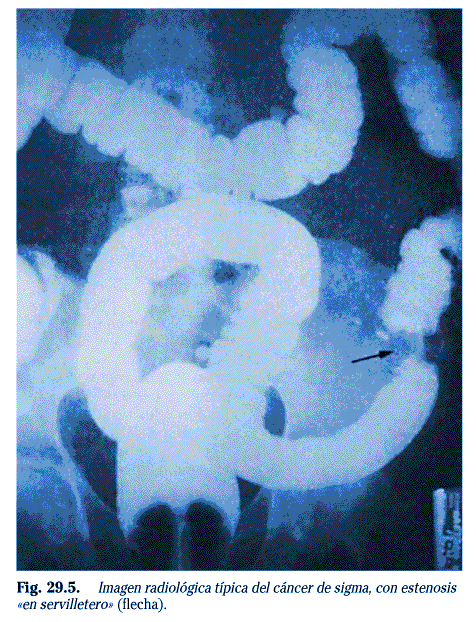 Fig. 29.5. Imagen radiológica típica del cáncer de sigma, con estenosis
«en servilletero» (flecha).